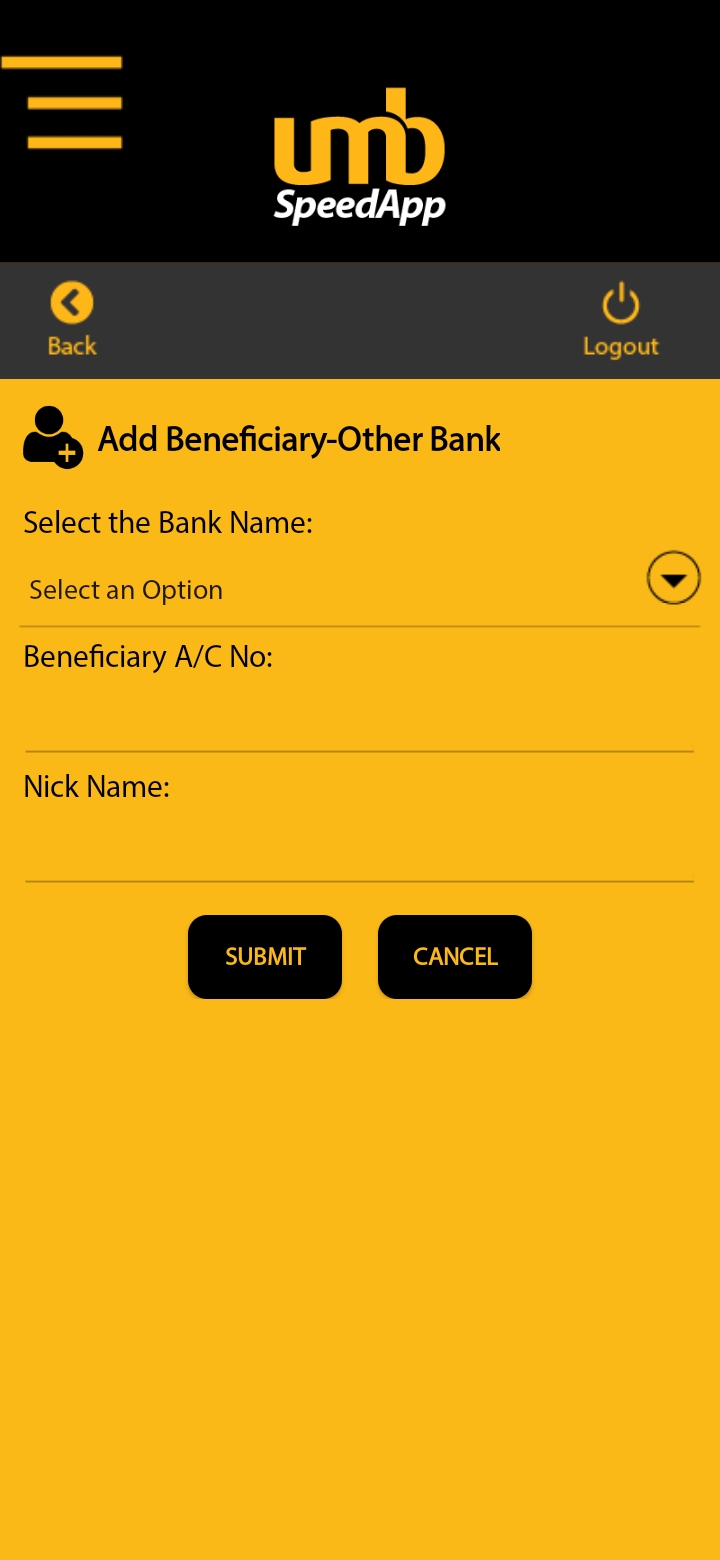 umb
SpeedApp
Back
Logout
Add Beneficiary-Other Bank
Select the Bank Name:
Select an Option
Beneficiary A/C No:
Nick Name:
SUBMIT
CANCEL